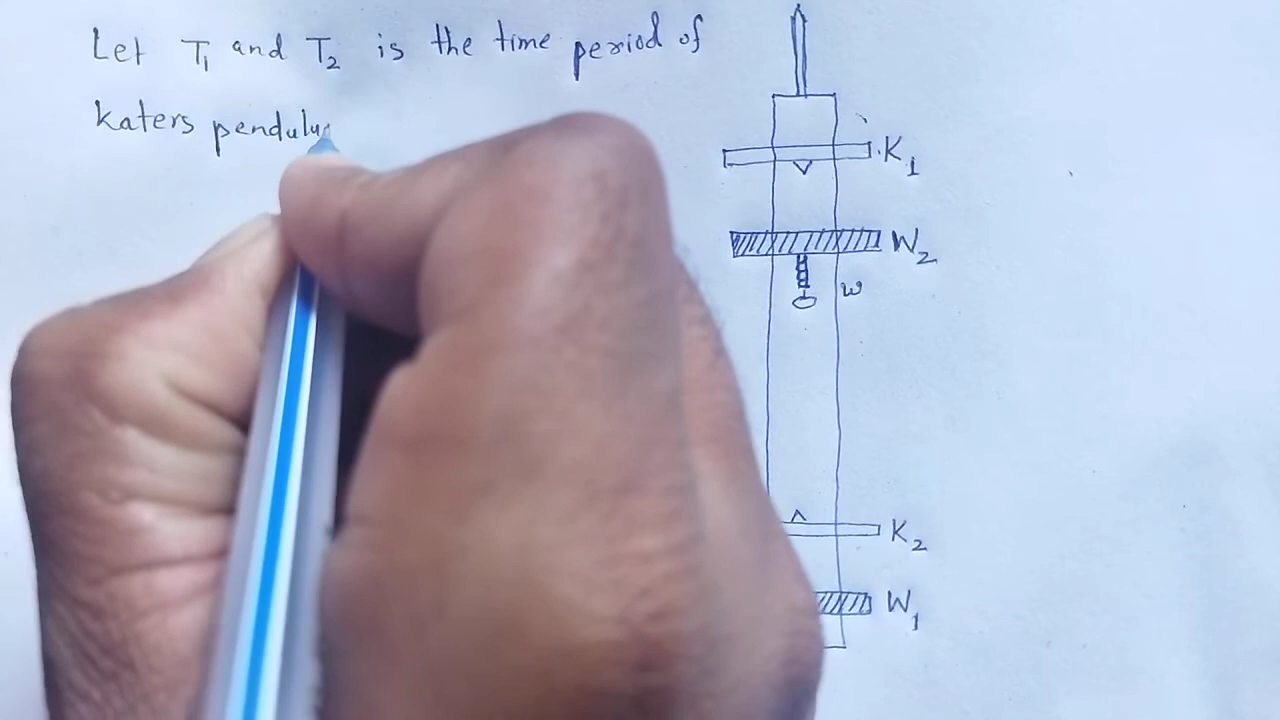 Let T₁ and T₂ is the time period of
Katers pendulu
K₁
W₂
w
K₂
W₁